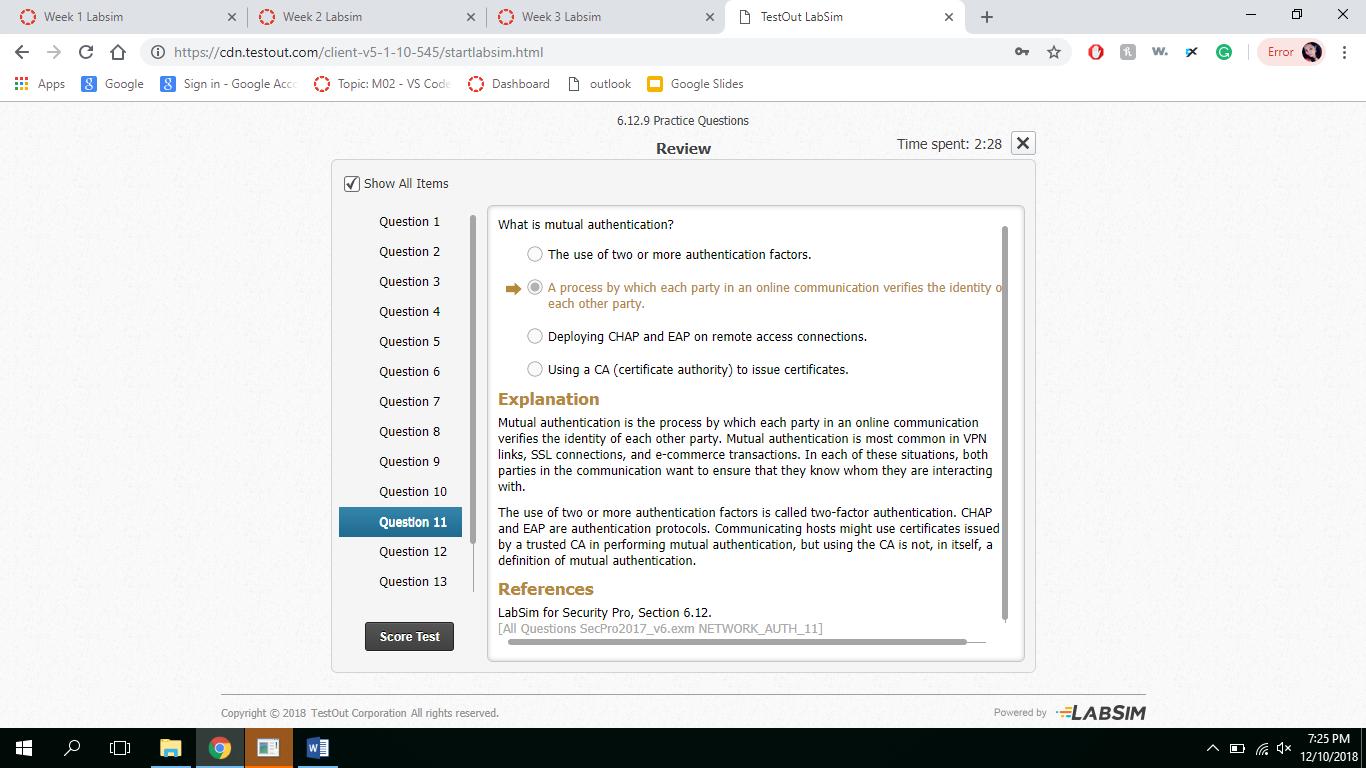 Week 1 Labsim
Week 2 Labsim
Week 3 Labsim
TestOut LabSim
https://cdn.testout.com/client-v5-1-10-545/startlabsim.html
Error
Apps
Google
Sign in - Google Acco
Topic: M02 - VS Code
Dashboard
outlook
Google Slides
6.12.9 Practice Questions
Review
Time spent: 2:28
Show All Items
Question 1
Question 2
Question 3
Question 4
Question 5
Question 6
Question 7
Question 8
Question 9
Question 10
Question 11
Question 12
Question 13
Score Test
What is mutual authentication?
The use of two or more authentication factors.
A process by which each party in an online communication verifies the identity o
each other party.
Deploying CHAP and EAP on remote access connections.
Using a CA (certificate authority) to issue certificates.
Explanation
Mutual authentication is the process by which each party in an online communication
verifies the identity of each other party. Mutual authentication is most common in VPN
links, SSL connections, and e-commerce transactions. In each of these situations, both
parties in the communication want to ensure that they know whom they are interacting
with.
The use of two or more authentication factors is called two-factor authentication. CHAP
and EAP are authentication protocols. Communicating hosts might use certificates issued
by a trusted CA in performing mutual authentication, but using the CA is not, in itself, a
definition of mutual authentication.
References
LabSim for Security Pro, Section 6.12.
[All Questions SecPro2017_v6.exm NETWORK_AUTH_11]
Copyright © 2018 TestOut Corporation All rights reserved.
Powered by LABSIM
7:25 PM
12/10/2018